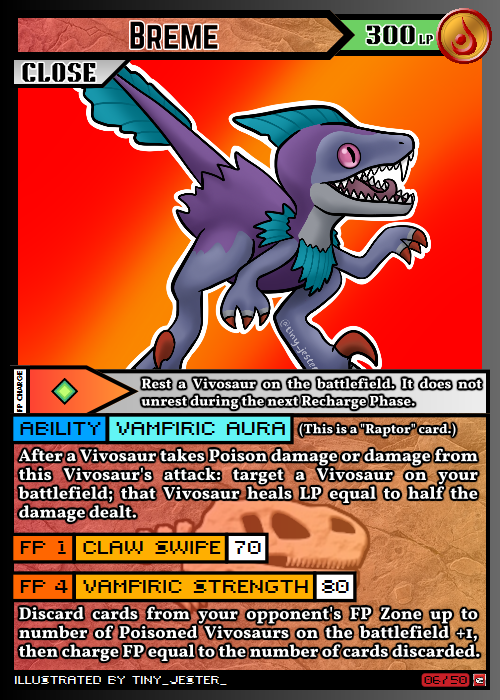 BREME
300 LP
CLOSE
@tiny_jester
FP CHARGE
Rest a Vivosaur on the battlefield. It does not
unrest during the next Recharge Phase.
ABILITY VAMPIRIC AURA (This is a "Raptor" card.)
After a Vivosaur takes Poison damage or damage from
this Vivosaur's attack: target a Vivosaur on your
battlefield; that Vivosaur heals LP equal to half the
damage dealt.
FP 1 CLAW SWIPE 70
FP 4 VAMPIRIC STRENGTH 80
Discard cards from your opponent's FP Zone up to
number of Poisoned Vivosaurs on the battlefield +1,
then charge FP equal to the number of cards discarded.
ILLUSTRATED BY TINY_JESTER_ 06/50